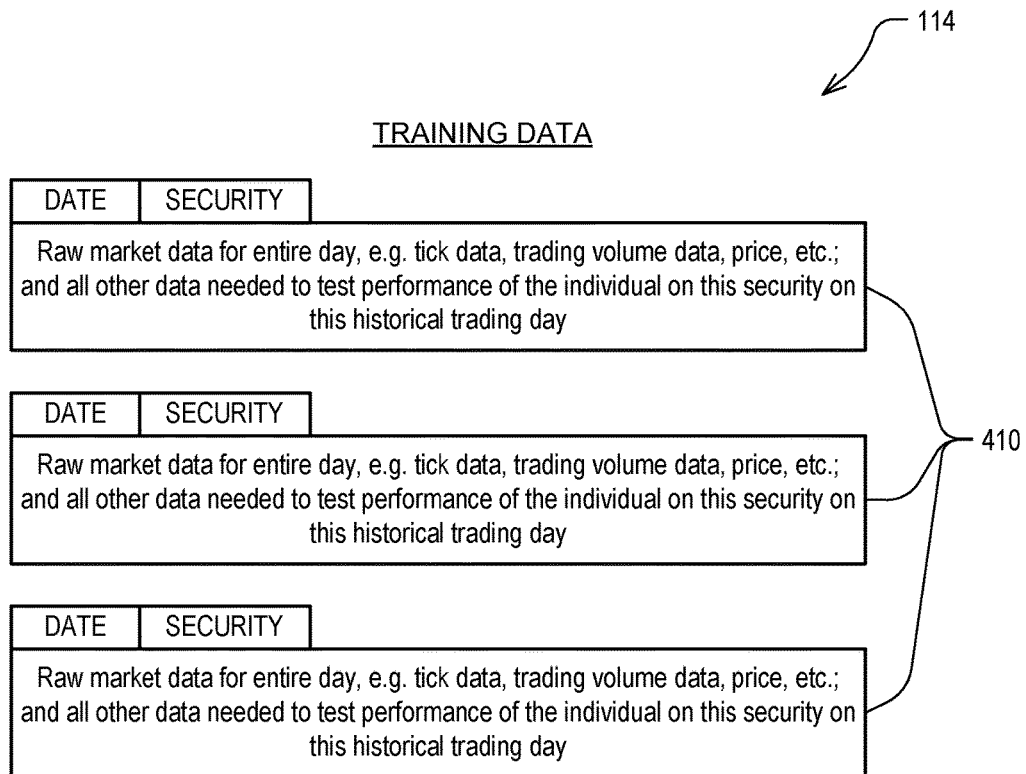 114
TRAINING DATA
DATE SECURITY
Raw market data for entire day, e.g. tick data, trading volume data, price, etc.;
and all other data needed to test performance of the individual on this security on
this historical trading day
DATE SECURITY
Raw market data for entire day, e.g. tick data, trading volume data, price, etc.;
and all other data needed to test performance of the individual on this security on
this historical trading day
410
DATE SECURITY
Raw market data for entire day, e.g. tick data, trading volume data, price, etc.;
and all other data needed to test performance of the individual on this security on
this historical trading day